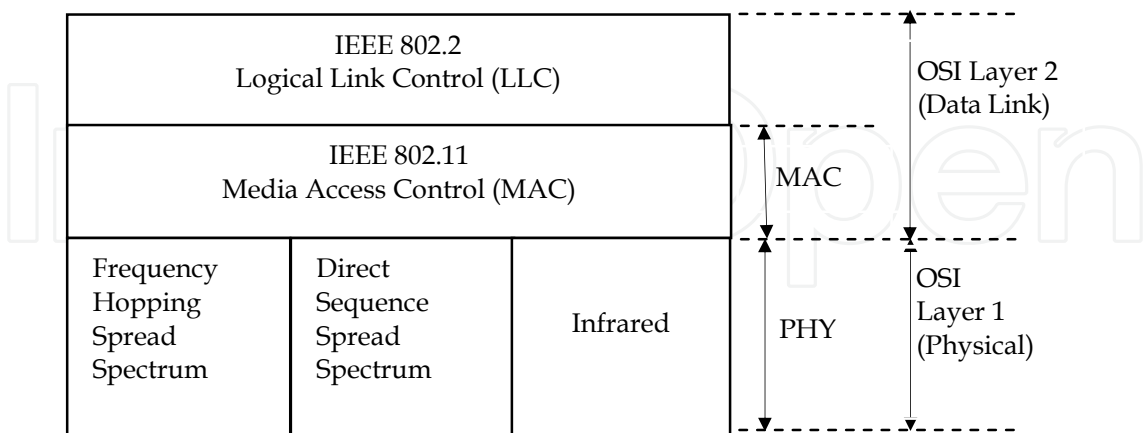 IEEE 802.2
Logical Link Control (LLC)
OSI Layer 2
(Data Link)
IEEE 802.11
Media Access Control (MAC)
MAC
Frequency
Hopping
Spread
Spectrum
Direct
Sequence
Spread
Spectrum
Infrared
PHY
OSI
Layer 1
(Physical)
Open